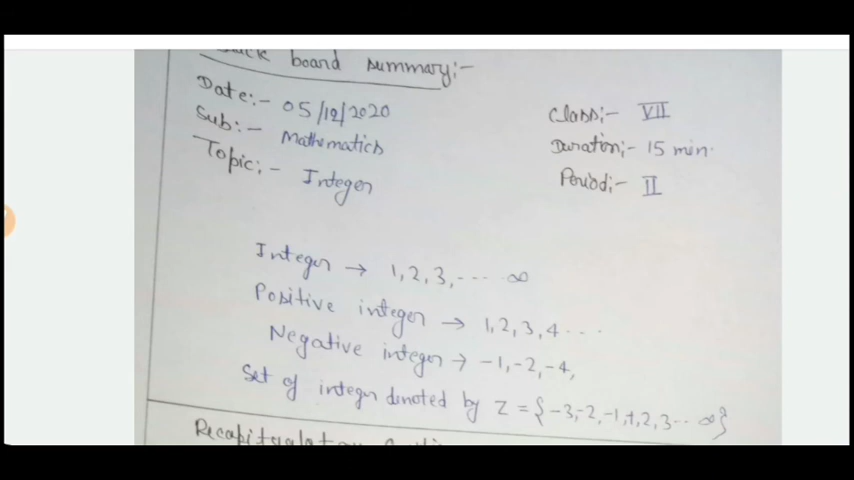 board summary:-
Date:- 05/12/2020
Class:- VII
Sub:- Mathematics
Duration:- 15 min.
Topic:- Integer
Period:- II
Integer → 1, 2, 3, .... ∞
Positive integer → 1, 2, 3, 4 ....
Negative integer → -1, -2, -4,
Set of integer denoted by Z = {-3, -2, -1, +, 2, 3 ... ∞}